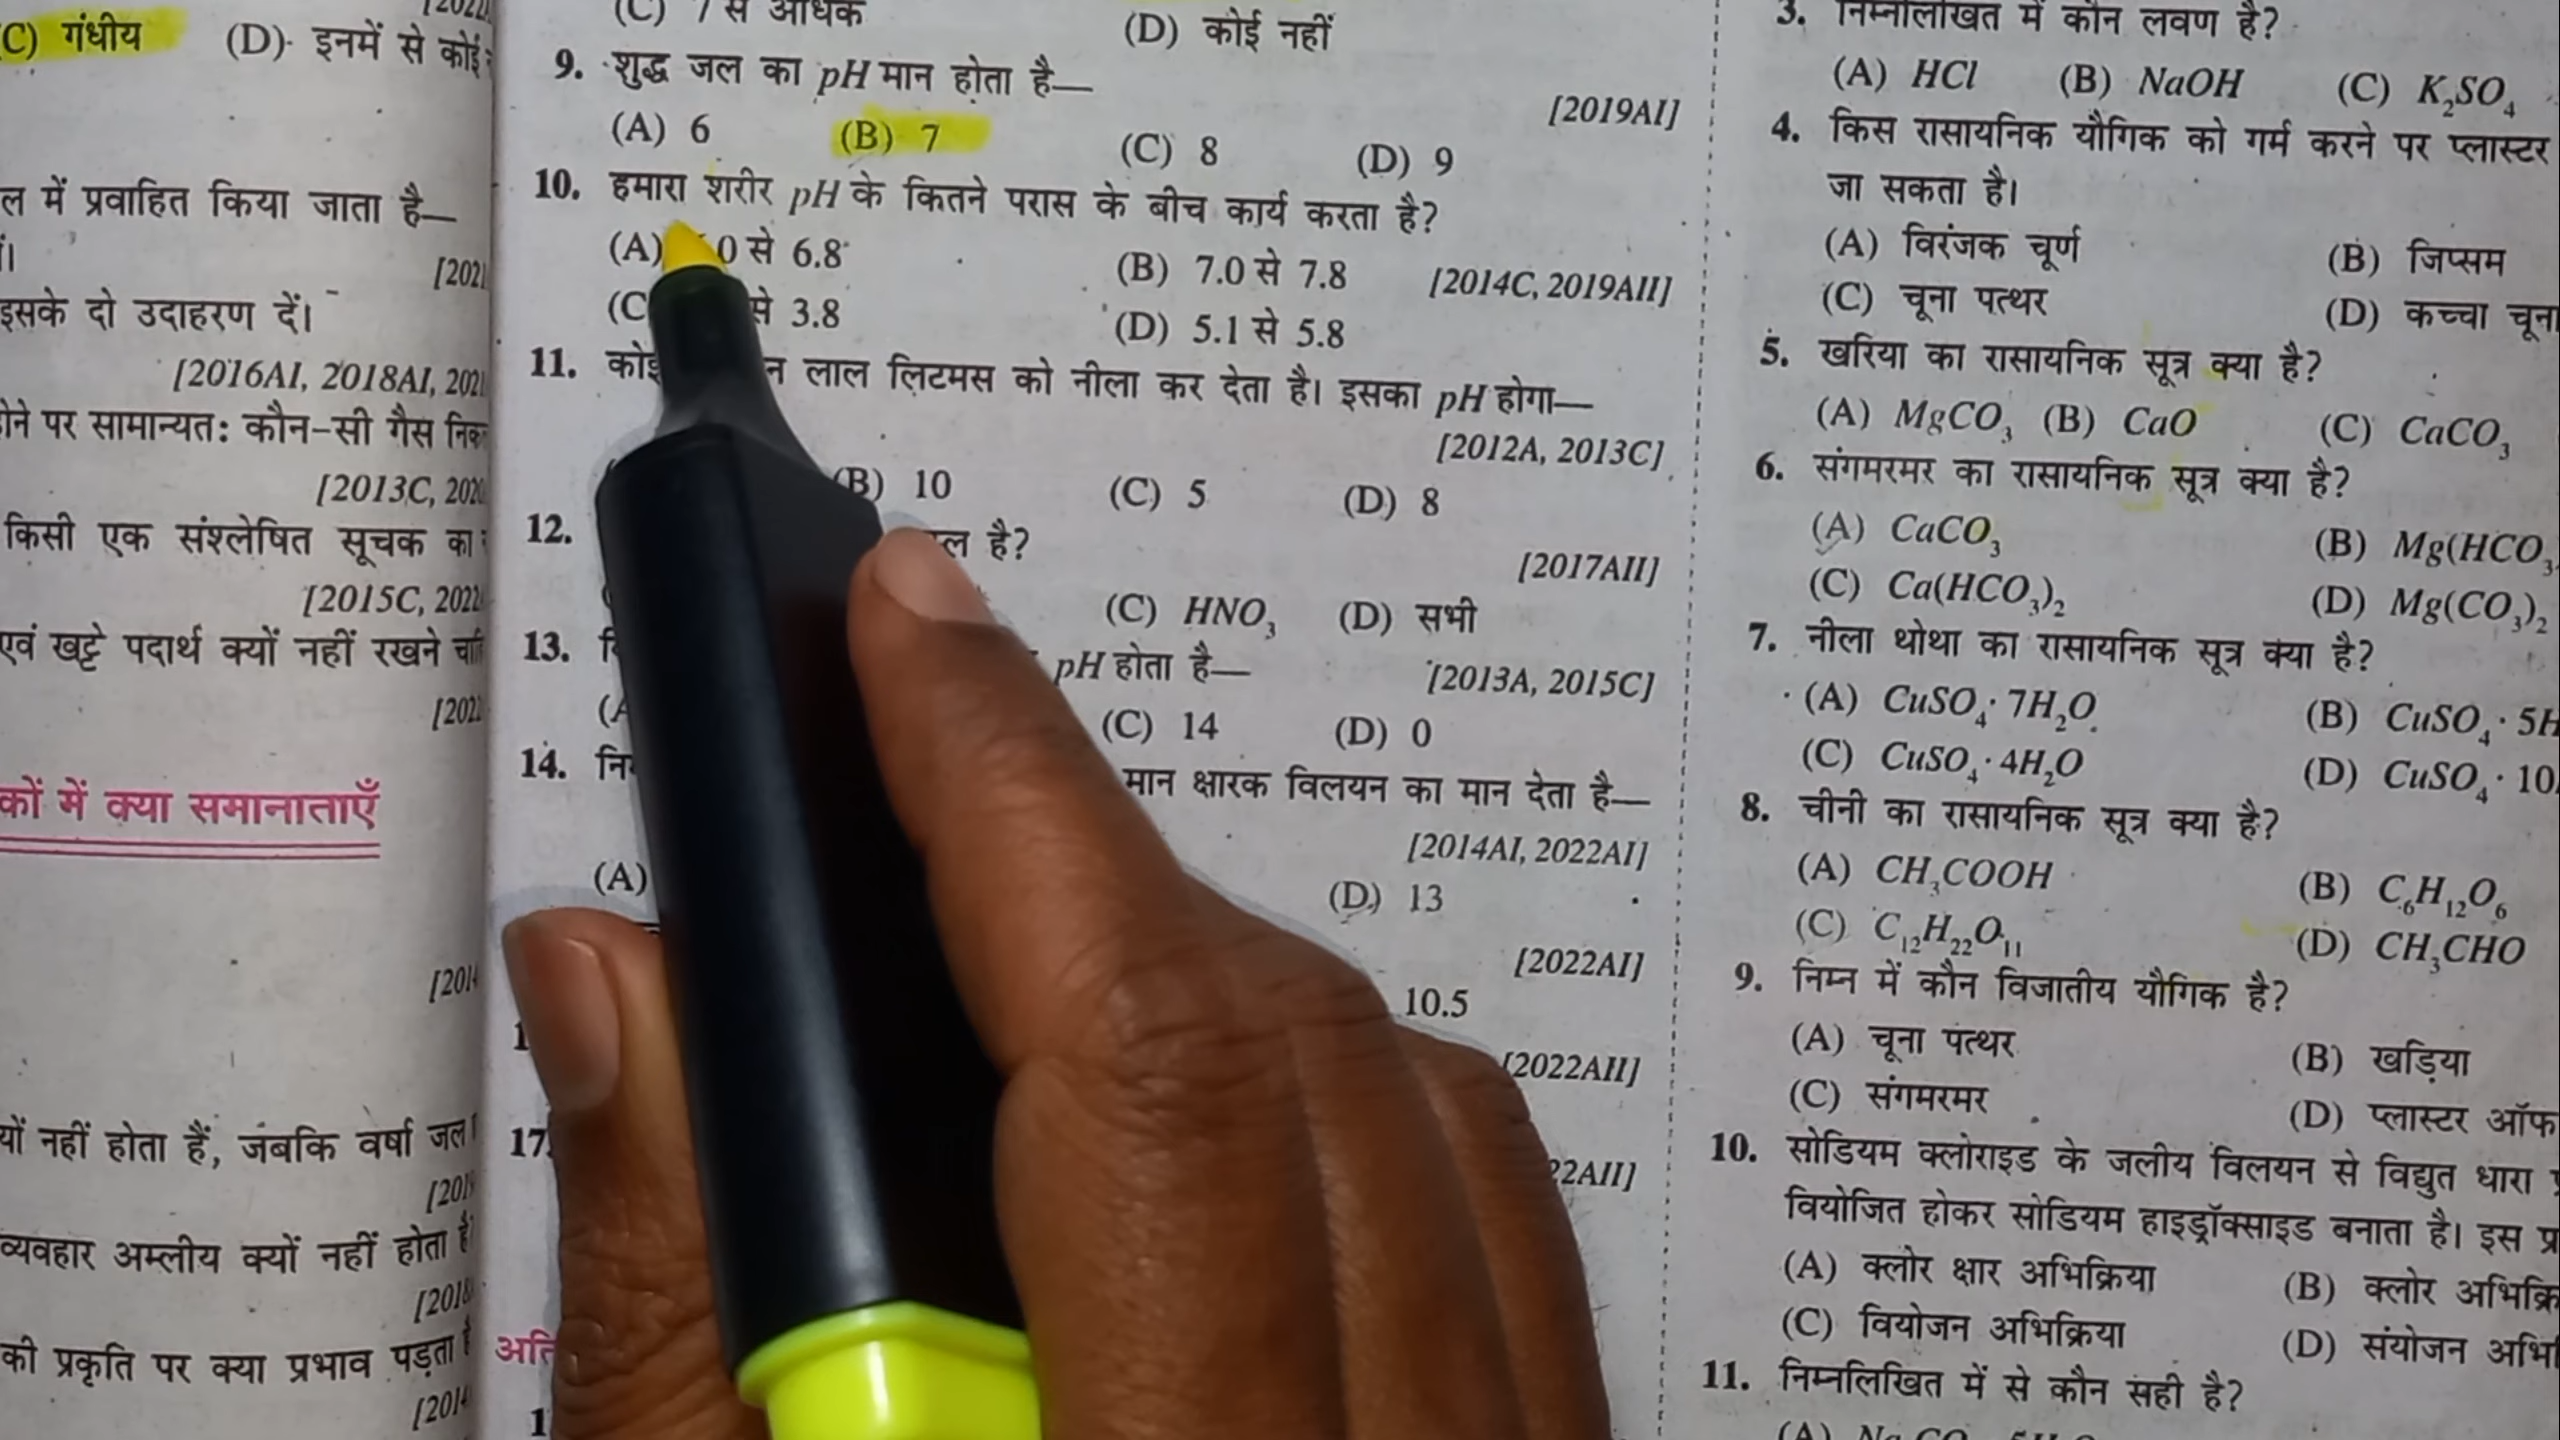 (C) गंधीय (D) इनमें से कोई
ल में प्रवाहित किया जाता है—
इसके दो उदाहरण दें।
[2016AI, 2018AI, 202
होने पर सामान्यत: कौन-सी गैस
[2013C, 202
किसी एक संश्लेषित सूचक का
[2015C, 2022
एवं खट्टे पदार्थ क्यों नहीं रखने
[202
कों में क्या समानाताएँ
[2014
यों नहीं होता हैं, जबकि वर्षा जल
[201
व्यवहार अम्लीय क्यों नहीं होता
[2018
की प्रकृति पर क्या प्रभाव पड़ता
[2014
(C) 7 से अधिक (D) कोई नहीं
9. शुद्ध जल का pH मान होता है—
[2019AI]
(A) 6 (B) 7 (C) 8 (D) 9
10. हमारा शरीर pH के कितने परास के बीच कार्य करता है?
(A) 0 से 6.8 (B) 7.0 से 7.8 [2014C, 2019AII]
(C से 3.8 (D) 5.1 से 5.8
11. कोई न लाल लिटमस को नीला कर देता है। इसका pH होगा—
[2012A, 2013C]
(B) 10 (C) 5 (D) 8
12. है?
[2017AII]
(C) HNO₃ (D) सभी
13. pH होता है— [2013A, 2015C]
(A (C) 14 (D) 0
14. मान क्षारक विलयन का मान देता है—
[2014AI, 2022AI]
(A) (D) 13
[2022AI]
10.5
[2022AII]
17.
22AII]
अति
3. निम्नलिखित में कौन लवण है?
(A) HCl (B) NaOH (C) K₂SO₄
4. किस रासायनिक यौगिक को गर्म करने पर प्लास्टर
जा सकता है।
(A) विरंजक चूर्ण (B) जिप्सम
(C) चूना पत्थर (D) कच्चा चूना
5. खरिया का रासायनिक सूत्र क्या है?
(A) MgCO₃ (B) CaO (C) CaCO₃
6. संगमरमर का रासायनिक सूत्र क्या है?
(A) CaCO₃ (B) Mg(HCO₃
(C) Ca(HCO₃)₂ (D) Mg(CO₃)₂
7. नीला थोथा का रासायनिक सूत्र क्या है?
(A) CuSO₄·7H₂O (B) CuSO₄·5H
(C) CuSO₄·4H₂O (D) CuSO₄·10
8. चीनी का रासायनिक सूत्र क्या है?
(A) CH₃COOH (B) C₆H₁₂O₆
(C) C₁₂H₂₂O₁₁ (D) CH₃CHO
9. निम्न में कौन विजातीय यौगिक है?
(A) चूना पत्थर (B) खड़िया
(C) संगमरमर (D) प्लास्टर ऑफ
10. सोडियम क्लोराइड के जलीय विलयन से विद्युत धारा
वियोजित होकर सोडियम हाइड्रॉक्साइड बनाता है। इस
(A) क्लोर क्षार अभिक्रिया (B) क्लोर अभिक्रि
(C) वियोजन अभिक्रिया (D) संयोजन अभि
11. निम्नलिखित में से कौन सही है?